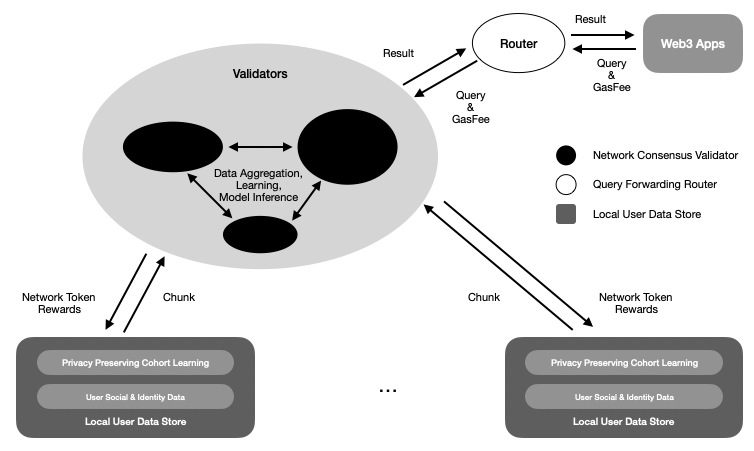 Result
Router
Web3 Apps
Result
Query
&
GasFee
Query
&
GasFee
Validators
Data Aggregation,
Learning,
Model Inference
Network Consensus Validator
Query Forwarding Router
Local User Data Store
Network Token
Rewards
Chunk
Chunk
Network Token
Rewards
Privacy Preserving Cohort Learning
User Social & Identity Data
Local User Data Store
...
Privacy Preserving Cohort Learning
User Social & Identity Data
Local User Data Store